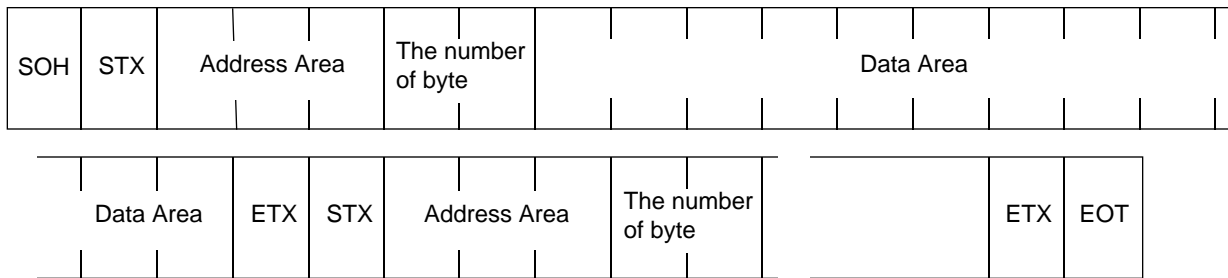 SOH STX Address Area The number of byte Data Area
Data Area ETX STX Address Area The number of byte ETX EOT